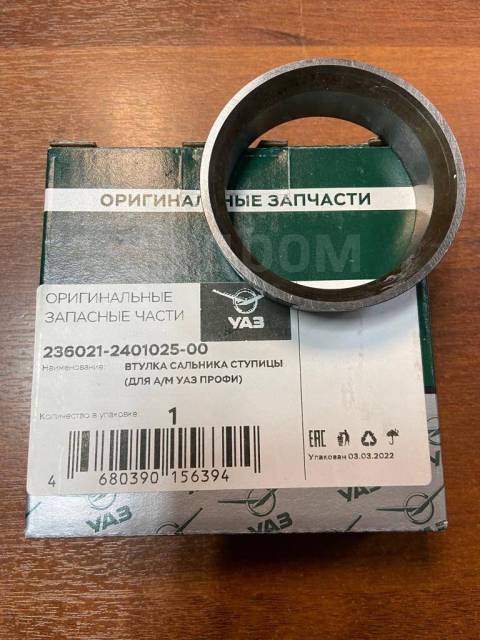 ОРИГИНАЛЬНЫЕ ЗАПЧАСТИ
ОРИГИНАЛЬНЫЕ
ЗАПАСНЫЕ ЧАСТИ
УАЗ
236021-2401025-00
Наименование: ВТУЛКА САЛЬНИКА СТУПИЦЫ
(ДЛЯ А/М УАЗ ПРОФИ)
Количество в упаковке: 1
EAC
Упакован 03.03.2022
4 680390 156394
УАЗ
УАЗ